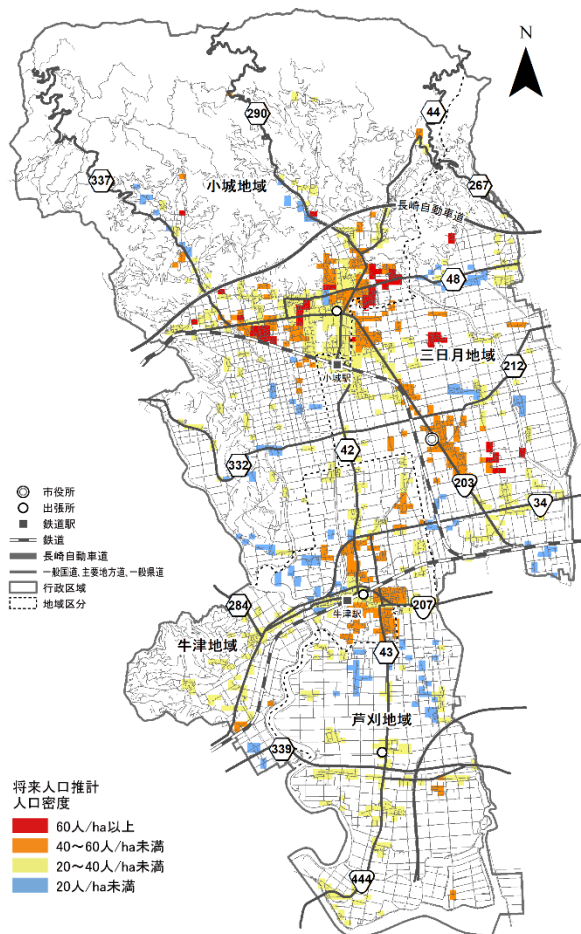 N
44
290
337
小城地域
267
長崎自動車道
48
三日月地域
212
小城駅
42
332
203
34
市役所
出張所
鉄道駅
鉄道
長崎自動車道
一般国道、主要地方道、一般県道
行政区域
地域区分
284
207
牛津駅
牛津地域
43
芦刈地域
339
444
将来人口推計
人口密度
60人/ha以上
40～60人/ha未満
20～40人/ha未満
20人/ha未満